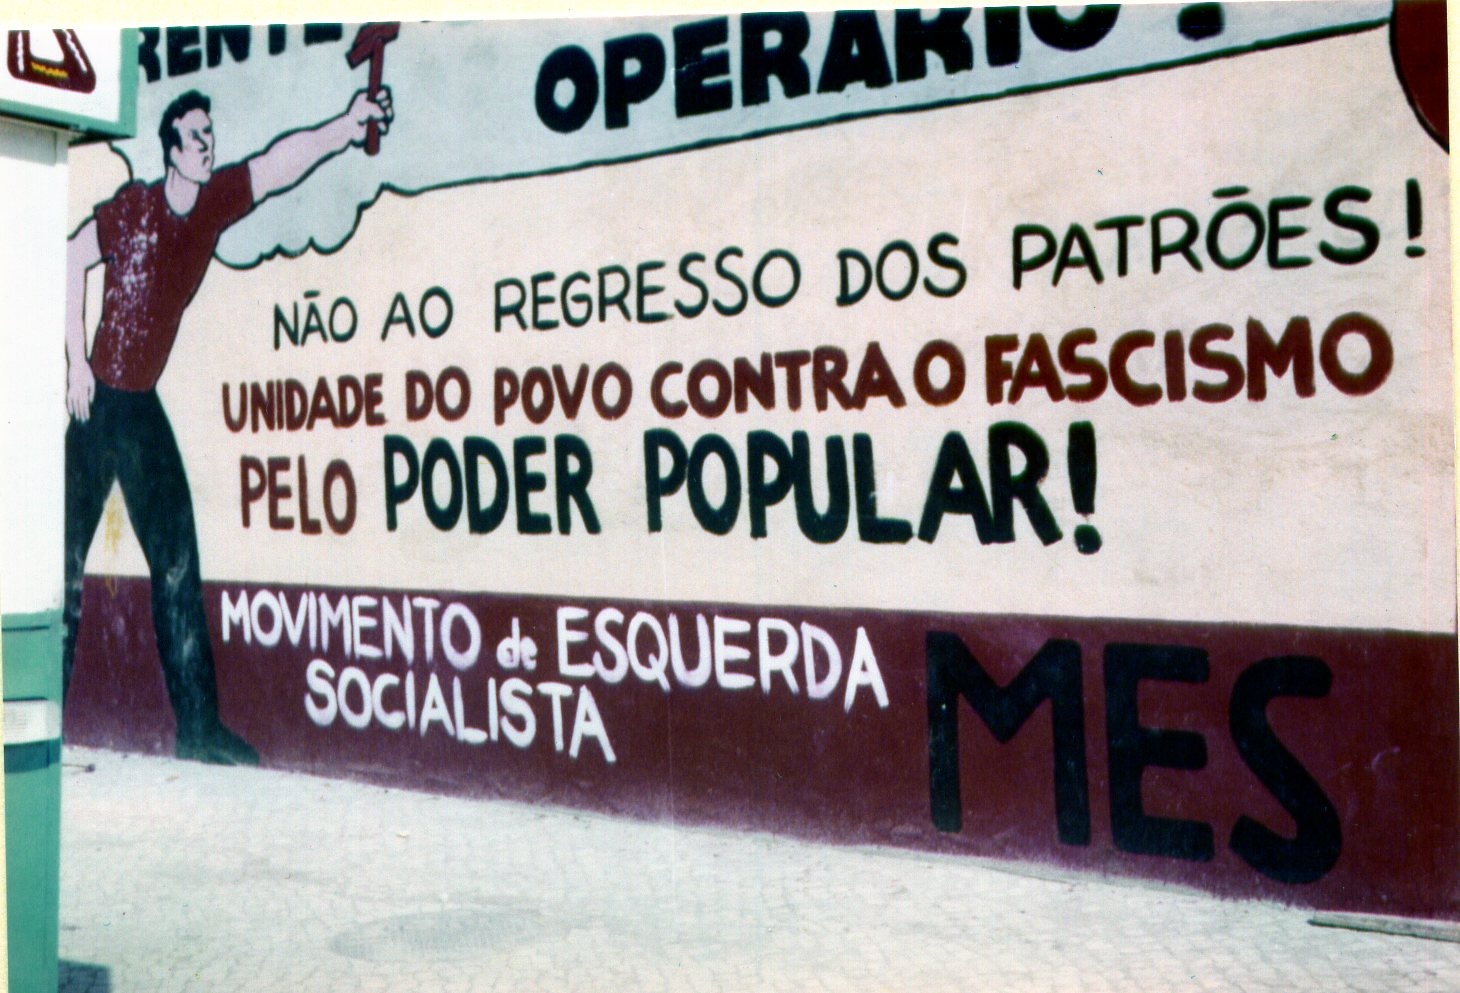 OPERÁRIO!
NÃO AO REGRESSO DOS PATRÕES!
UNIDADE DO POVO CONTRA O FASCISMO
PELO PODER POPULAR!
MOVIMENTO de ESQUERDA
SOCIALISTA
MES